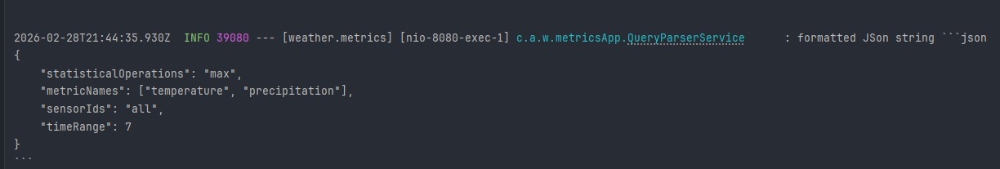 2026-02-28T21:44:35.930Z  INFO 39080 --- [weather.metrics] [nio-8080-exec-1] c.a.w.metricsApp.QueryParserService      : formatted JSon string ```json
{
    "statisticalOperations": "max",
    "metricNames": ["temperature", "precipitation"],
    "sensorIds": "all",
    "timeRange": 7
}
```